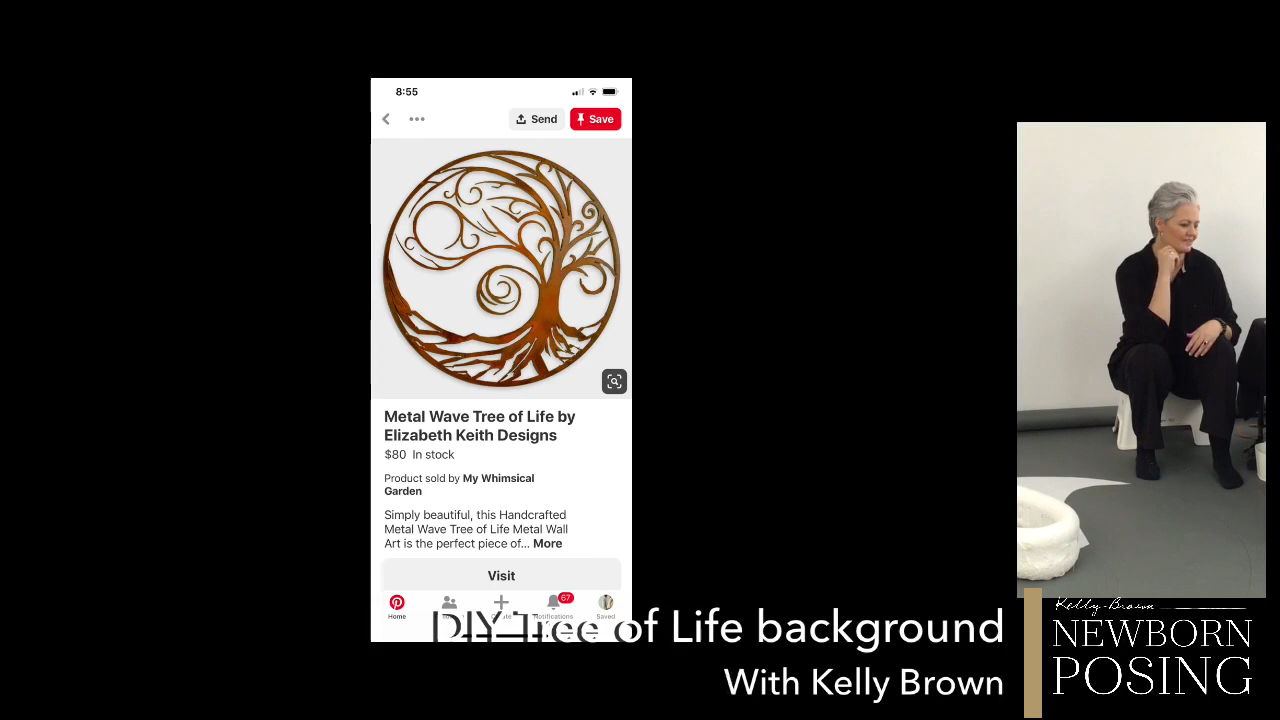 8:55
Send
Save
Metal Wave Tree of Life by
Elizabeth Keith Designs
$80 In stock
Product sold by My Whimsical
Garden
Simply beautiful, this Handcrafted
Metal Wave Tree of Life Metal Wall
Art is the perfect piece of... More
Visit
67
Home
Notifications
Saved
DIY Tree of Life background
With Kelly Brown
Kelly Brown
NEWBORN
POSING